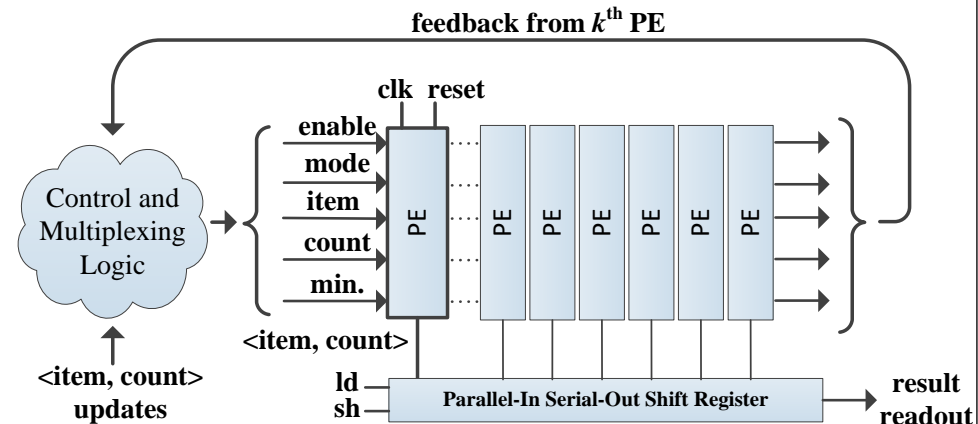 feedback from kth PE
clk reset
enable
mode
item
count
min.
Control and
Multiplexing
Logic
PE
PE
PE
PE
PE
PE
PE
<item, count>
<item, count>
updates
ld
sh
Parallel-In Serial-Out Shift Register
result
readout